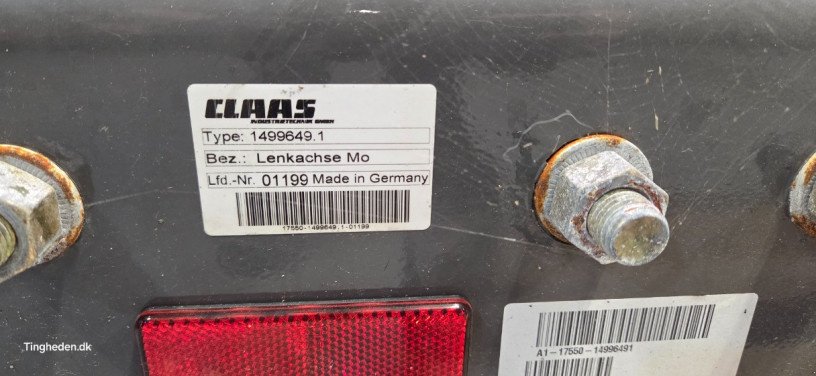 CLAAS
INDUSTRIETECHNIK GMBH
Type: 1499649.1
Bez.: Lenkachse Mo
Lfd.-Nr. 01199 Made in Germany
17550-1499649.1-01199
A1-17550-14996491
Tingheden.dk